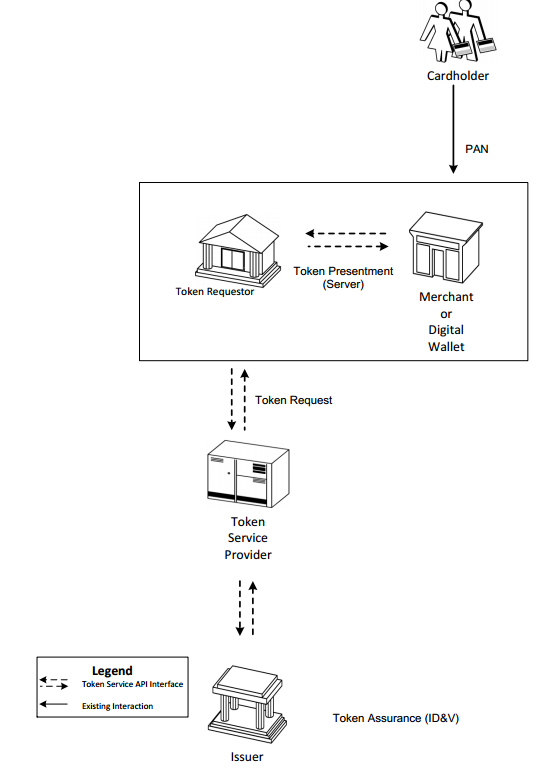 Cardholder
PAN
Token Requestor
Token Presentment
(Server)
Merchant
or
Digital
Wallet
Token Request
Token
Service
Provider
Legend
Token Service API Interface
Existing Interaction
Token Assurance (ID&V)
Issuer